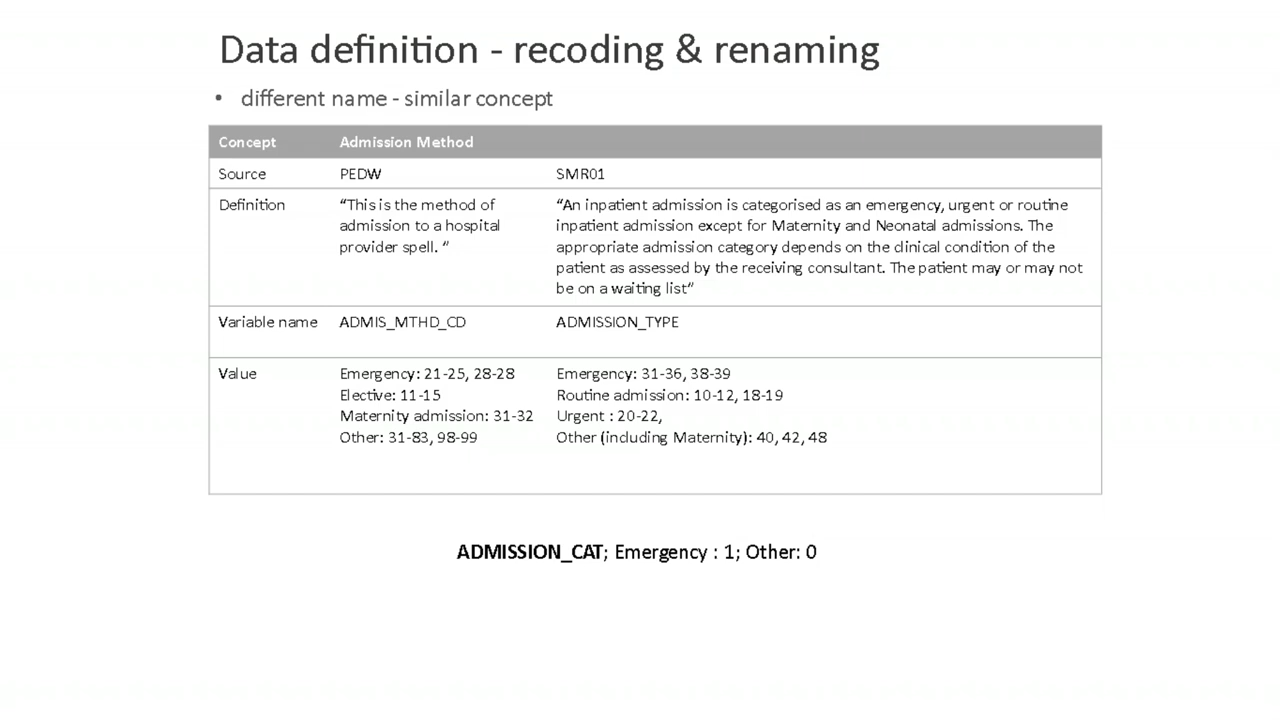 Data definition - recoding & renaming
• different name - similar concept
Concept Admission Method
Source PEDW SMR01
Definition "This is the method of admission to a hospital provider spell. " "An inpatient admission is categorised as an emergency, urgent or routine inpatient admission except for Maternity and Neonatal admissions. The appropriate admission category depends on the clinical condition of the patient as assessed by the receiving consultant. The patient may or may not be on a waiting list"
Variable name ADMIS_MTHD_CD ADMISSION_TYPE
Value
Emergency: 21-25, 28-28
Elective: 11-15
Maternity admission: 31-32
Other: 31-83, 98-99
Emergency: 31-36, 38-39
Routine admission: 10-12, 18-19
Urgent : 20-22,
Other (including Maternity): 40, 42, 48
ADMISSION_CAT; Emergency : 1; Other: 0